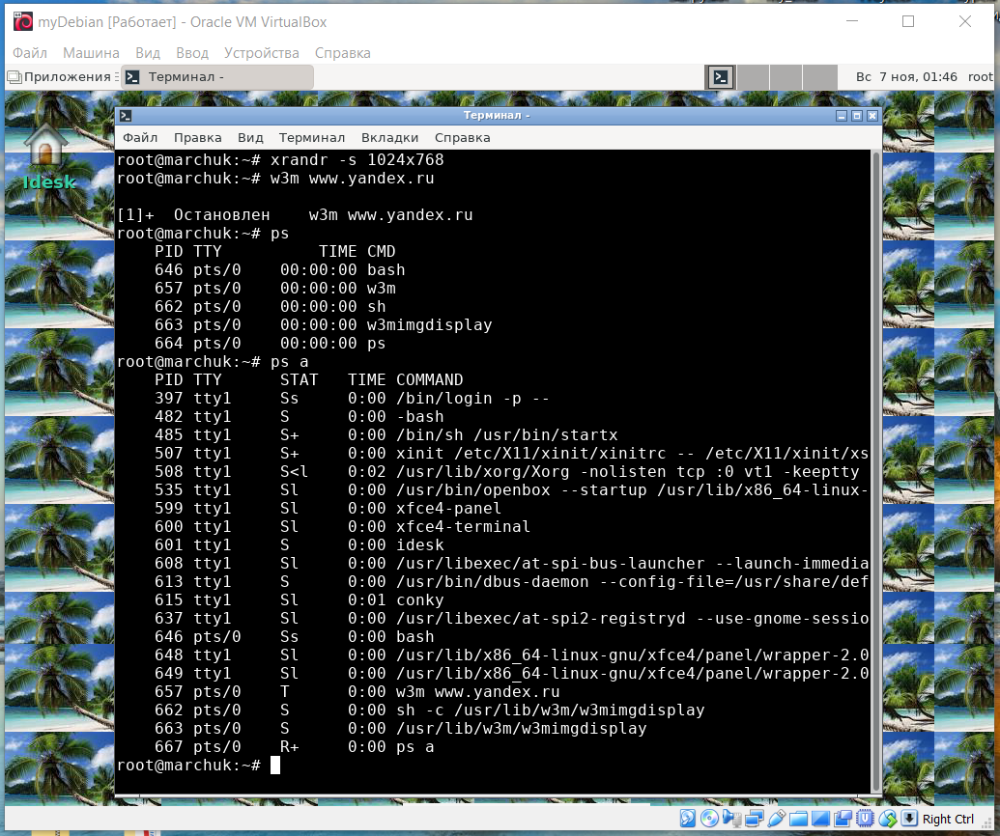 myDebian [Работает] - Oracle VM VirtualBox
Файл Машина Вид Ввод Устройства Справка
Приложения Терминал - Вс 7 ноя, 01:46 root
Терминал -
Файл Правка Вид Терминал Вкладки Справка
Idesk
root@marchuk:~# xrandr -s 1024x768
root@marchuk:~# w3m www.yandex.ru
[1]+ Остановлен w3m www.yandex.ru
root@marchuk:~# ps
PID TTY TIME CMD
646 pts/0 00:00:00 bash
657 pts/0 00:00:00 w3m
662 pts/0 00:00:00 sh
663 pts/0 00:00:00 w3mimgdisplay
664 pts/0 00:00:00 ps
root@marchuk:~# ps a
PID TTY STAT TIME COMMAND
397 tty1 Ss 0:00 /bin/login -p --
482 tty1 S 0:00 -bash
485 tty1 S+ 0:00 /bin/sh /usr/bin/startx
507 tty1 S+ 0:00 xinit /etc/X11/xinit/xinitrc -- /etc/X11/xinit/xs
508 tty1 S<l 0:02 /usr/lib/xorg/Xorg -nolisten tcp :0 vt1 -keeptty
535 tty1 Sl 0:00 /usr/bin/openbox --startup /usr/lib/x86_64-linux-
599 tty1 Sl 0:00 xfce4-panel
600 tty1 Sl 0:00 xfce4-terminal
601 tty1 S 0:00 idesk
608 tty1 Sl 0:00 /usr/libexec/at-spi-bus-launcher --launch-immedia
613 tty1 S 0:00 /usr/bin/dbus-daemon --config-file=/usr/share/def
615 tty1 Sl 0:01 conky
637 tty1 Sl 0:00 /usr/libexec/at-spi2-registryd --use-gnome-sessio
646 pts/0 Ss 0:00 bash
648 tty1 Sl 0:00 /usr/lib/x86_64-linux-gnu/xfce4/panel/wrapper-2.0
649 tty1 Sl 0:00 /usr/lib/x86_64-linux-gnu/xfce4/panel/wrapper-2.0
657 pts/0 T 0:00 w3m www.yandex.ru
662 pts/0 S 0:00 sh -c /usr/lib/w3m/w3mimgdisplay
663 pts/0 S 0:00 /usr/lib/w3m/w3mimgdisplay
667 pts/0 R+ 0:00 ps a
root@marchuk:~#
Right Ctrl